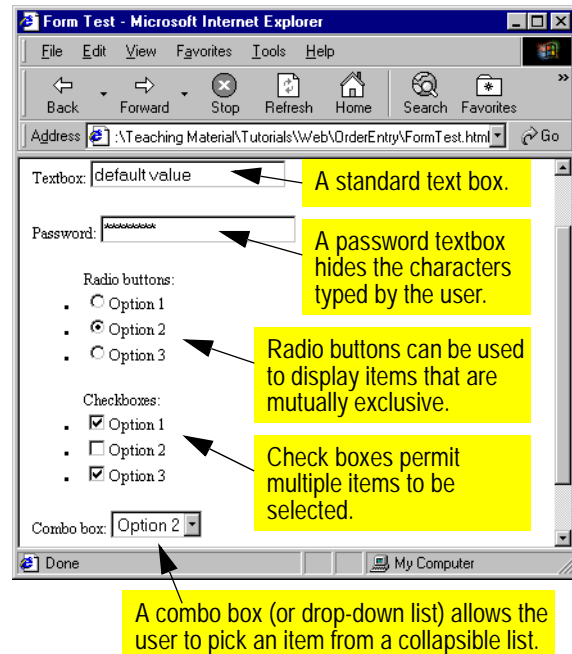 Form Test - Microsoft Internet Explorer
File Edit View Favorites Tools Help
Back Forward Stop Refresh Home Search Favorites »
Address :\Teaching Material\Tutorials\Web\OrderEntry\FormTest.html Go
Textbox: default value
A standard text box.
Password: *********
A password textbox
hides the characters
typed by the user.
Radio buttons:
Option 1
Option 2
Option 3
Radio buttons can be used
to display items that are
mutually exclusive.
Checkboxes:
Option 1
Option 2
Option 3
Check boxes permit
multiple items to be
selected.
Combo box: Option 2
Done My Computer
A combo box (or drop-down list) allows the
user to pick an item from a collapsible list.